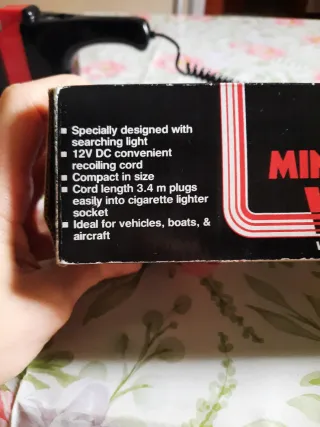 ■ Specially designed with
searching light
■ 12V DC convenient
recoiling cord
■ Compact in size
■ Cord length 3.4 m plugs
easily into cigarette lighter
socket
■ Ideal for vehicles, boats, &
aircraft